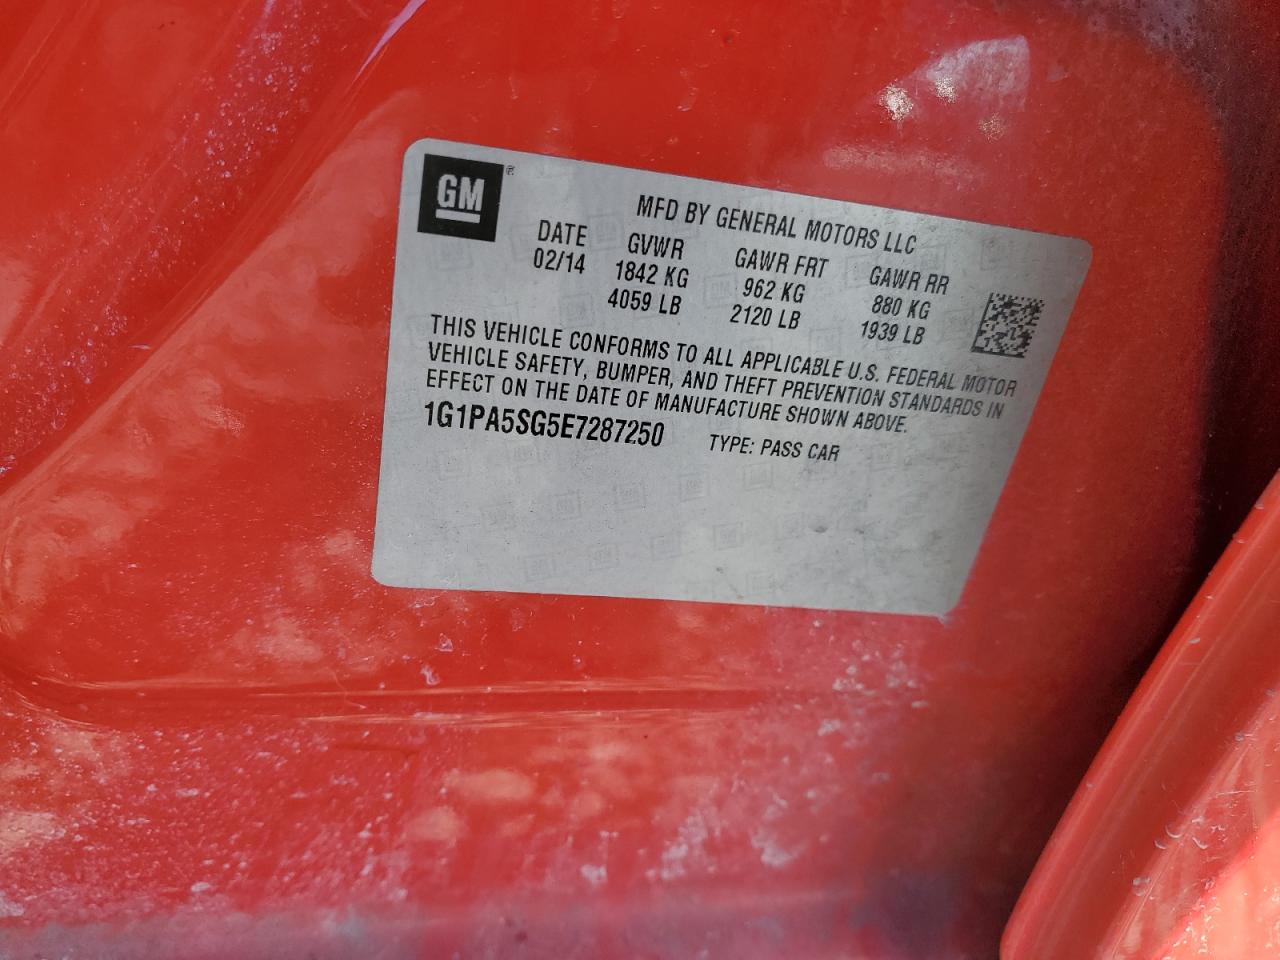 GM®
MFD BY GENERAL MOTORS LLC
DATE GVWR GAWR FRT GAWR RR
02/14 1842 KG 962 KG 880 KG
4059 LB 2120 LB 1939 LB
THIS VEHICLE CONFORMS TO ALL APPLICABLE U.S. FEDERAL MOTOR
VEHICLE SAFETY, BUMPER, AND THEFT PREVENTION STANDARDS IN
EFFECT ON THE DATE OF MANUFACTURE SHOWN ABOVE.
1G1PA5SG5E7287250 TYPE: PASS CAR